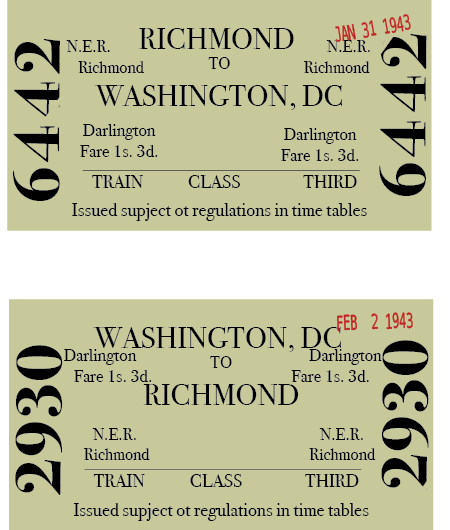 JAN 31 1943
N.E.R. RICHMOND N.E.R.
Richmond TO Richmond
WASHINGTON, DC
6442
6442
Darlington Darlington
Fare 1s. 3d. Fare 1s. 3d.
TRAIN CLASS THIRD
Issued supject ot regulations in time tables
FEB 2 1943
WASHINGTON, DC
Darlington TO Darlington
Fare 1s. 3d. Fare 1s. 3d.
RICHMOND
2930
2930
N.E.R. N.E.R.
Richmond Richmond
TRAIN CLASS THIRD
Issued supject ot regulations in time tables